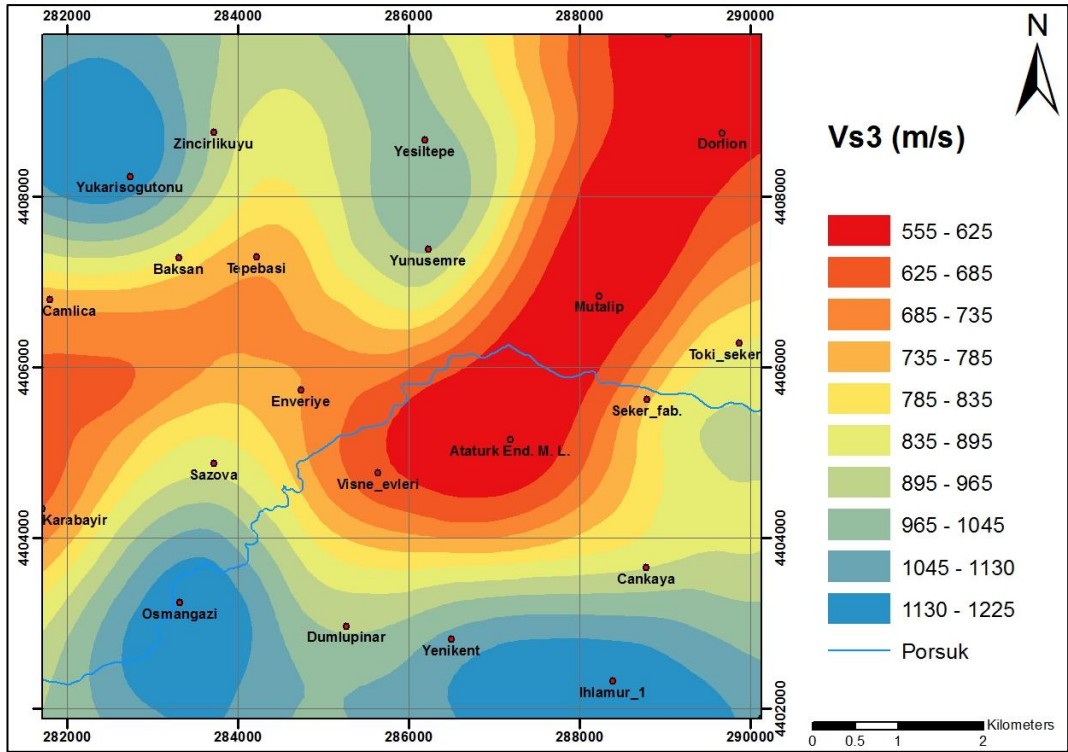 282000 284000 286000 288000 290000
N
Zincirlikuyu
Yesiltepe
Dorlion
Vs3 (m/s)
Yukarisogutonu
4408000 4408000
555 - 625
Yunusemre
Baksan
Tepebasi
625 - 685
Camlica
Mutalip
685 - 735
Toki_seker
4406000 4406000
735 - 785
Enveriye
Seker_fab.
785 - 835
Ataturk End. M. L.
835 - 895
Sazova
Visne_evleri
895 - 965
Karabayir
965 - 1045
4404000 4404000
Cankaya
1045 - 1130
Osmangazi
1130 - 1225
Dumlupinar
Yenikent
Porsuk
Ihlamur_1
4402000 4402000
Kilometers
0 0.5 1 2
282000 284000 286000 288000 290000